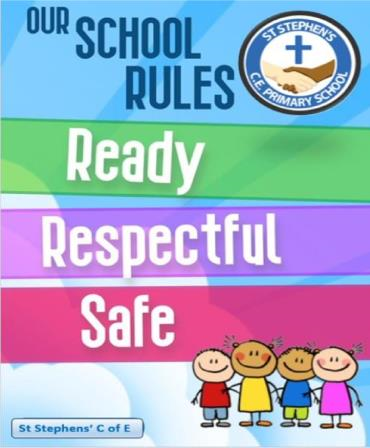 OUR SCHOOL
RULES
ST STEPHEN'S
C.E. PRIMARY SCHOOL
Ready
Respectful
Safe
St Stephens' C of E